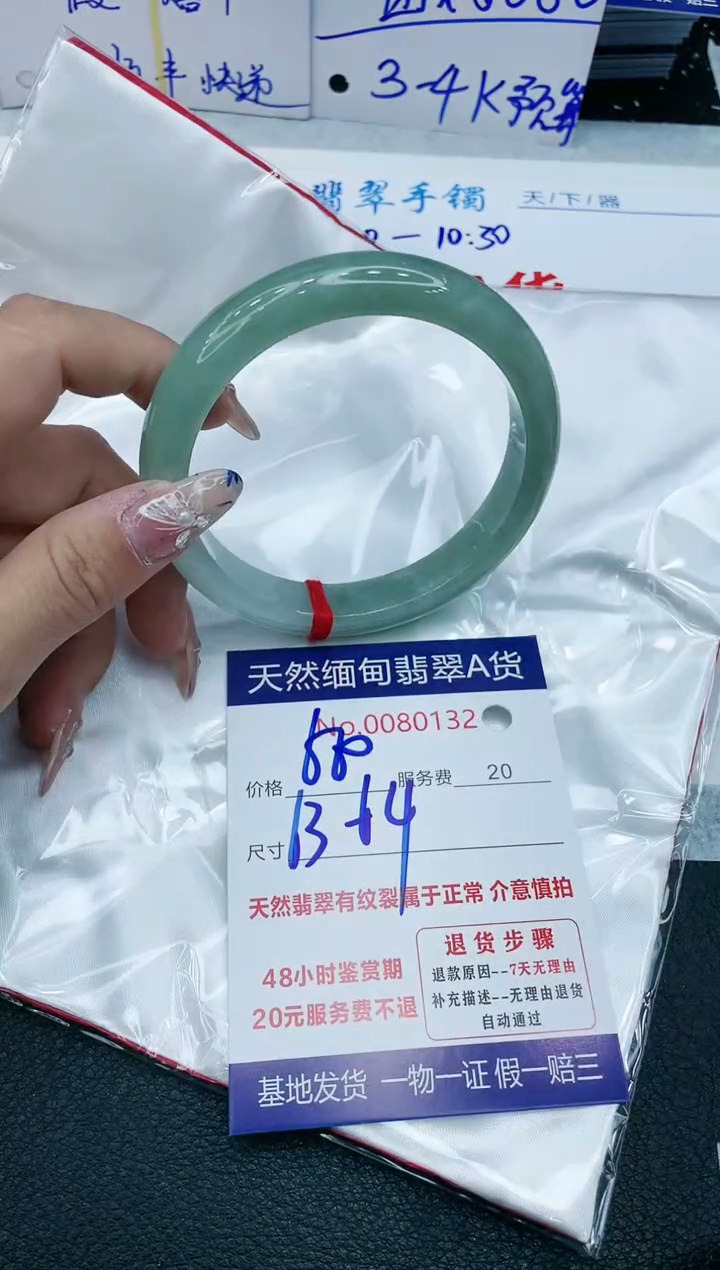 快递
3-4K预算
翡翠手镯 天/下/器
—10:30
天然缅甸翡翠A货
No.0080132
价格 服务费 20
尺寸 13+4
天然翡翠有纹裂属于正常 介意慎拍
48小时鉴赏期
20元服务费不退
退货步骤
退款原因--7天无理由
补充描述--无理由退货
自动通过
基地发货 一物一证 假一赔三